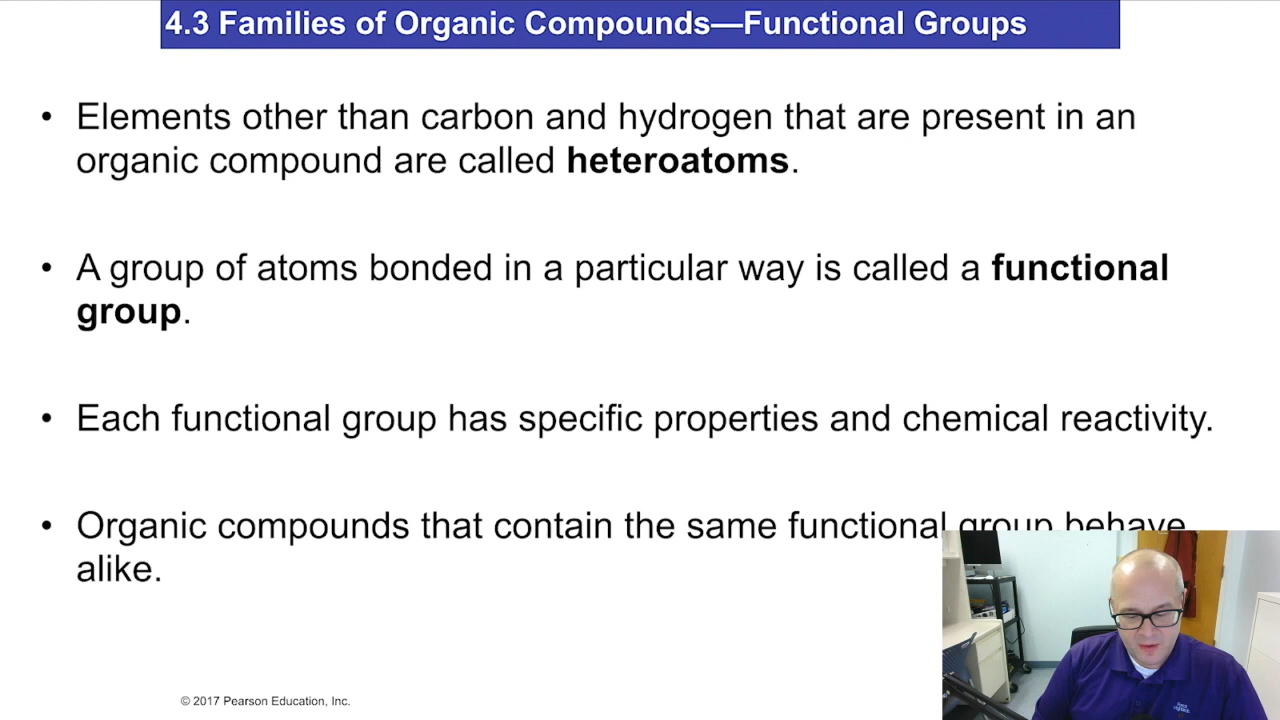 4.3 Families of Organic Compounds—Functional Groups
• Elements other than carbon and hydrogen that are present in an
organic compound are called heteroatoms.
• A group of atoms bonded in a particular way is called a functional
group.
• Each functional group has specific properties and chemical reactivity.
• Organic compounds that contain the same functional group behave
alike.
© 2017 Pearson Education, Inc.